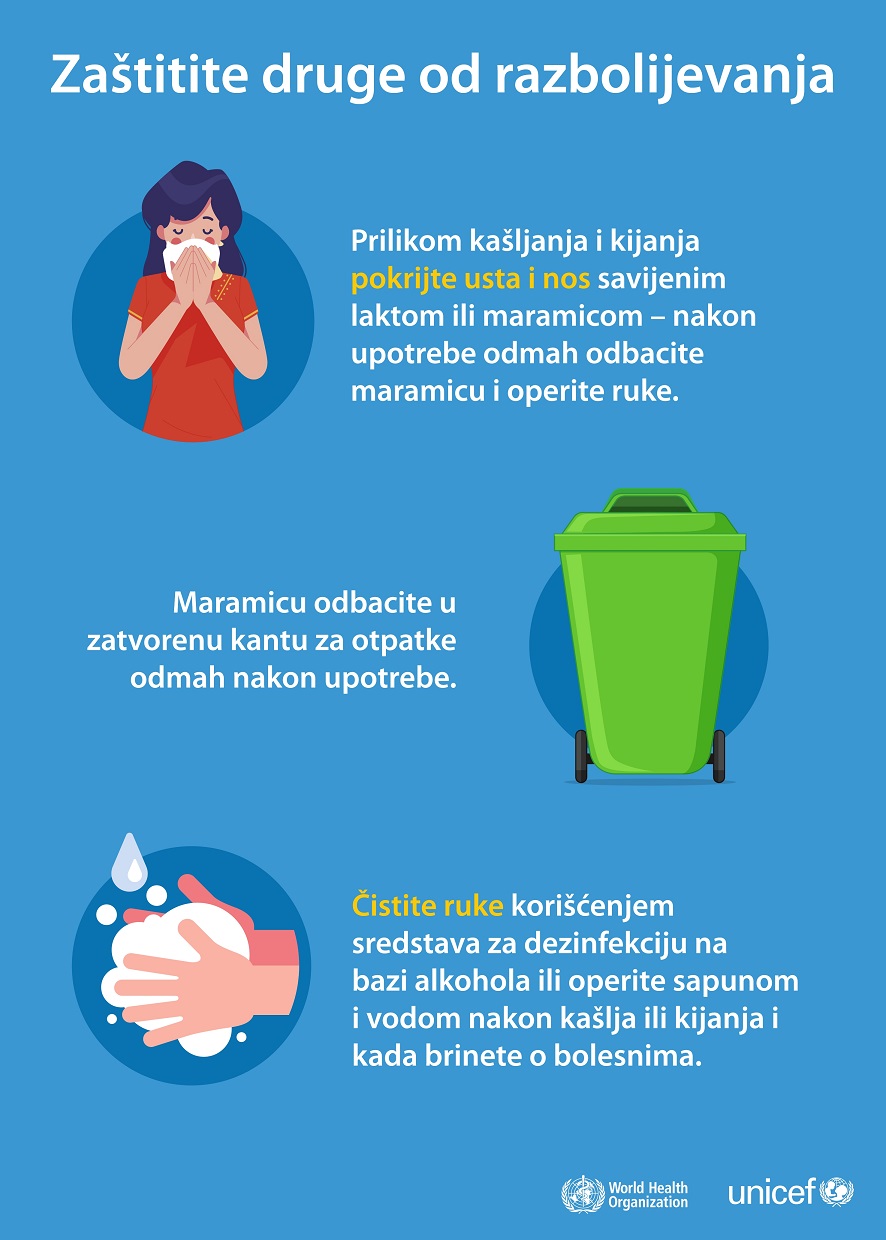 Zaštitite druge od razbolijevanja
Prilikom kašljanja i kijanja
pokrijte usta i nos savijenim
laktom ili maramicom – nakon
upotrebe odmah odbacite
maramicu i operite ruke.
Maramicu odbacite u
zatvorenu kantu za otpatke
odmah nakon upotrebe.
Čistite ruke korišćenjem
sredstava za dezinfekciju na
bazi alkohola ili operite sapunom
i vodom nakon kašlja ili kijanja i
kada brinete o bolesnima.
World Health
Organization
unicef